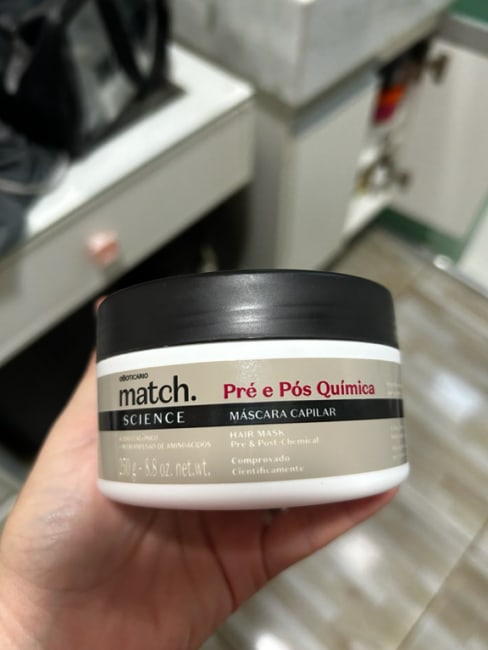 oBOTICÁRIO
match.
SCIENCE
Pré e Pós Química
MÁSCARA CAPILAR
HAIR MASK
Pre & Post-Chemical
Comprovado
Cientificamente
250 g - 8.8 oz. net.wt.